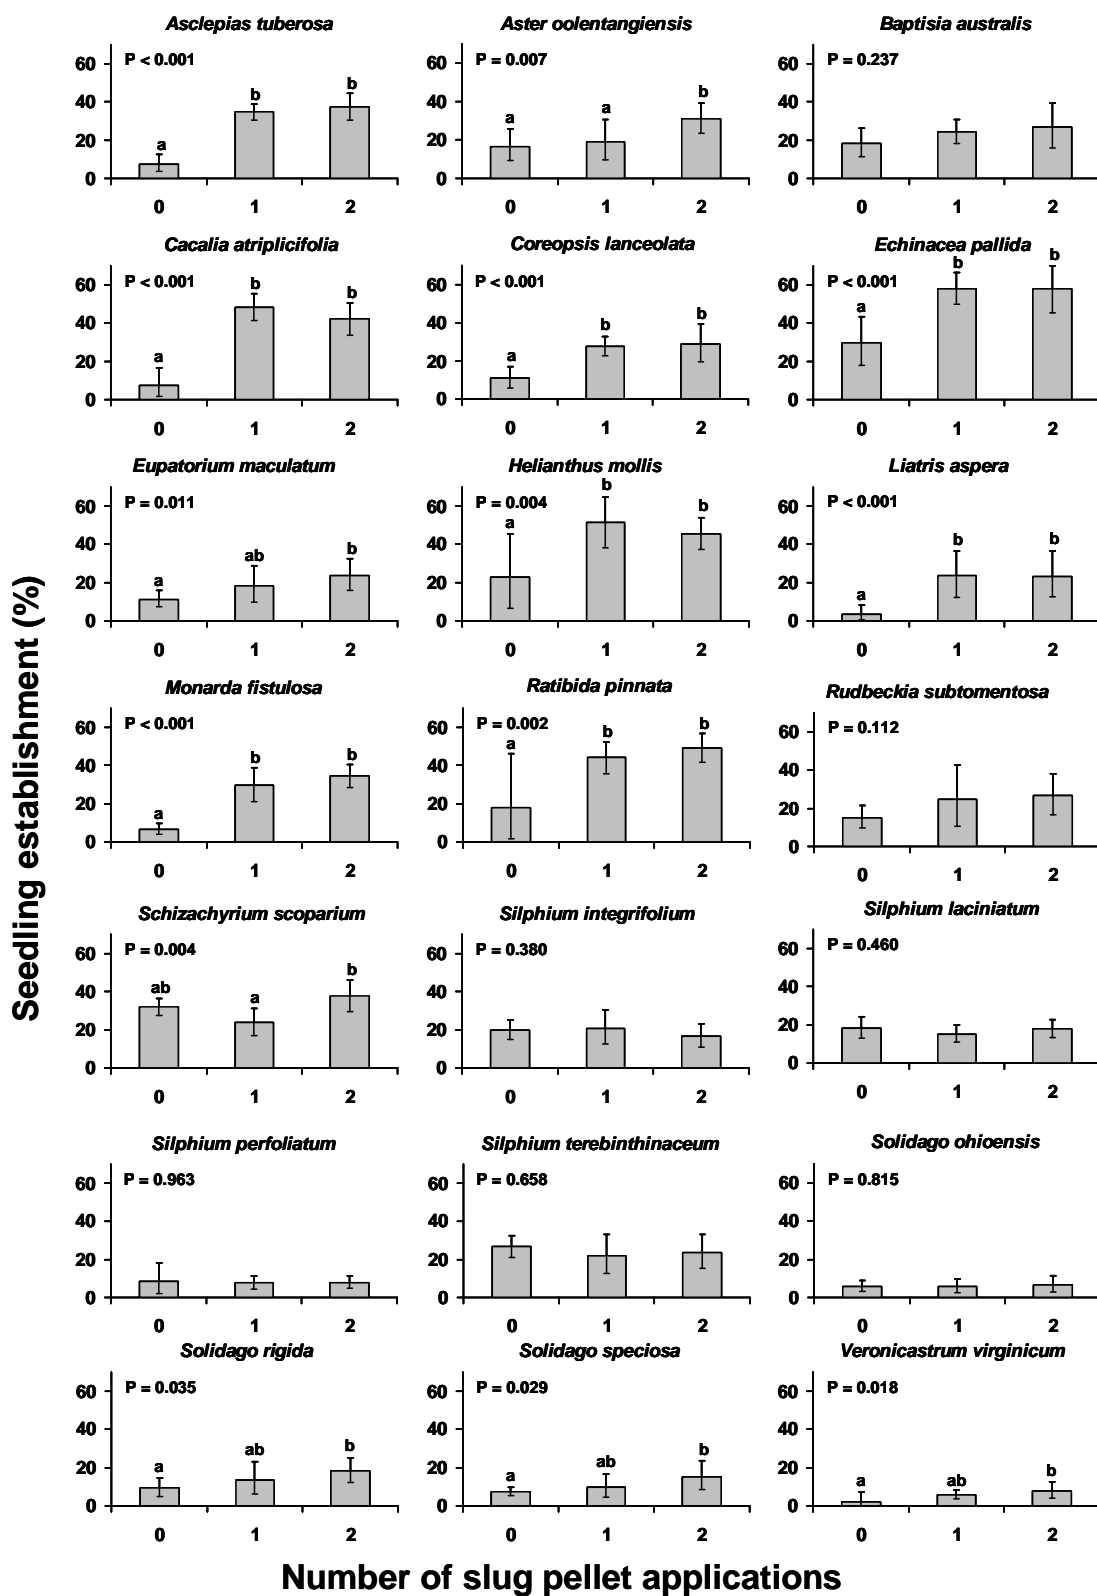 Seedling establishment (%)
Asclepias tuberosa
P < 0.001
60
40
20
0
a
b
b
0 1 2
Aster oolentangiensis
P = 0.007
60
40
20
0
a
a
b
0 1 2
Baptisia australis
P = 0.237
60
40
20
0
0 1 2
Cacalia atriplicifolia
P < 0.001
60
40
20
0
a
b
b
0 1 2
Coreopsis lanceolata
P < 0.001
60
40
20
0
a
b
b
0 1 2
Echinacea pallida
P < 0.001
60
40
20
0
a
b
b
0 1 2
Eupatorium maculatum
P = 0.011
60
40
20
0
a
ab
b
0 1 2
Helianthus mollis
P = 0.004
60
40
20
0
a
b
b
0 1 2
Liatris aspera
P < 0.001
60
40
20
0
a
b
b
0 1 2
Monarda fistulosa
P < 0.001
60
40
20
0
a
b
b
0 1 2
Ratibida pinnata
P = 0.002
60
40
20
0
a
b
b
0 1 2
Rudbeckia subtomentosa
P = 0.112
60
40
20
0
0 1 2
Schizachyrium scoparium
P = 0.004
60
40
20
0
ab
a
b
0 1 2
Silphium integrifolium
P = 0.380
60
40
20
0
0 1 2
Silphium laciniatum
P = 0.460
60
40
20
0
0 1 2
Silphium perfoliatum
P = 0.963
60
40
20
0
0 1 2
Silphium terebinthinaceum
P = 0.658
60
40
20
0
0 1 2
Solidago ohioensis
P = 0.815
60
40
20
0
0 1 2
Solidago rigida
P = 0.035
60
40
20
0
a
ab
b
0 1 2
Solidago speciosa
P = 0.029
60
40
20
0
a
ab
b
0 1 2
Veronicastrum virginicum
P = 0.018
60
40
20
0
a
ab
b
0 1 2
Number of slug pellet applications